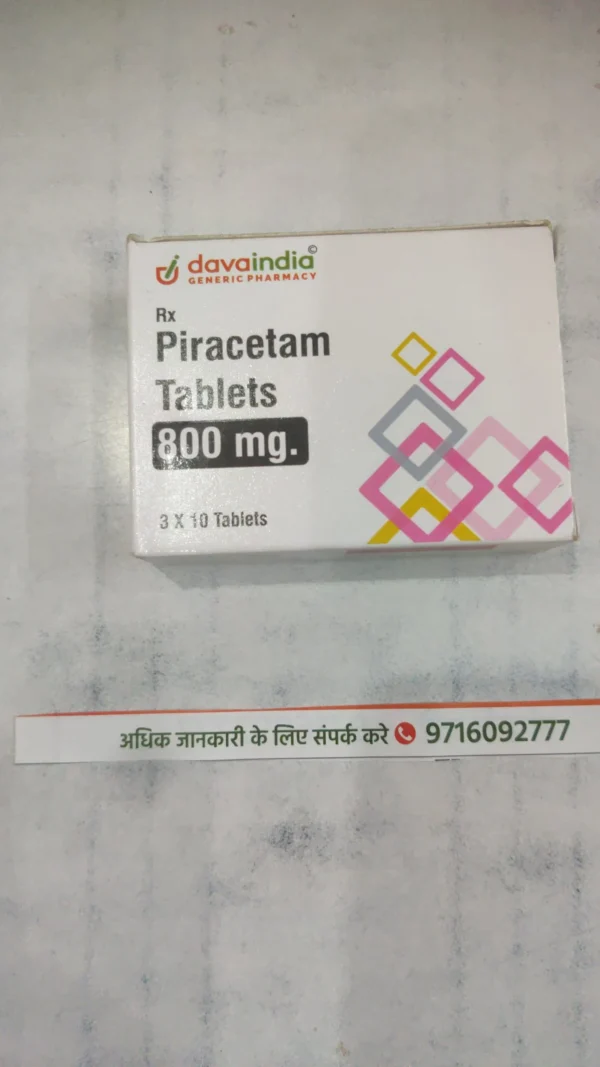 davaindia©
GENERIC PHARMACY
Rx
Piracetam
Tablets
800 mg.
3 X 10 Tablets
अधिक जानकारी के लिए संपर्क करे 9716092777